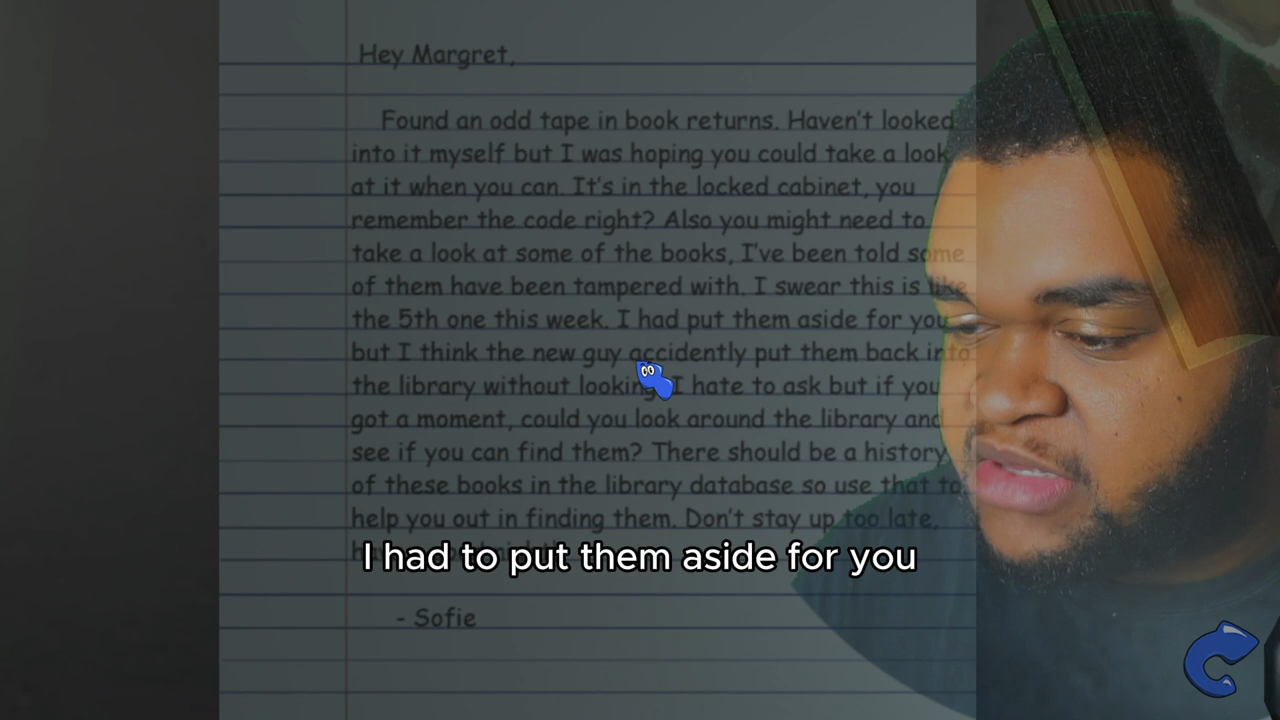 Hey Margret,
Found an odd tape in book returns. Haven't looked
into it myself but I was hoping you could take a look
at it when you can. It's in the locked cabinet, you
remember the code right? Also you might need to
take a look at some of the books, I've been told some
of them have been tampered with. I swear this is like
the 5th one this week. I had put them aside for you
but I think the new guy accidently put them back into
the library without looking. I hate to ask but if you
got a moment, could you look around the library and
see if you can find them? There should be a history
of these books in the library database so use that to
help you out in finding them. Don't stay up too late,
I had to put them aside for you
- Sofie